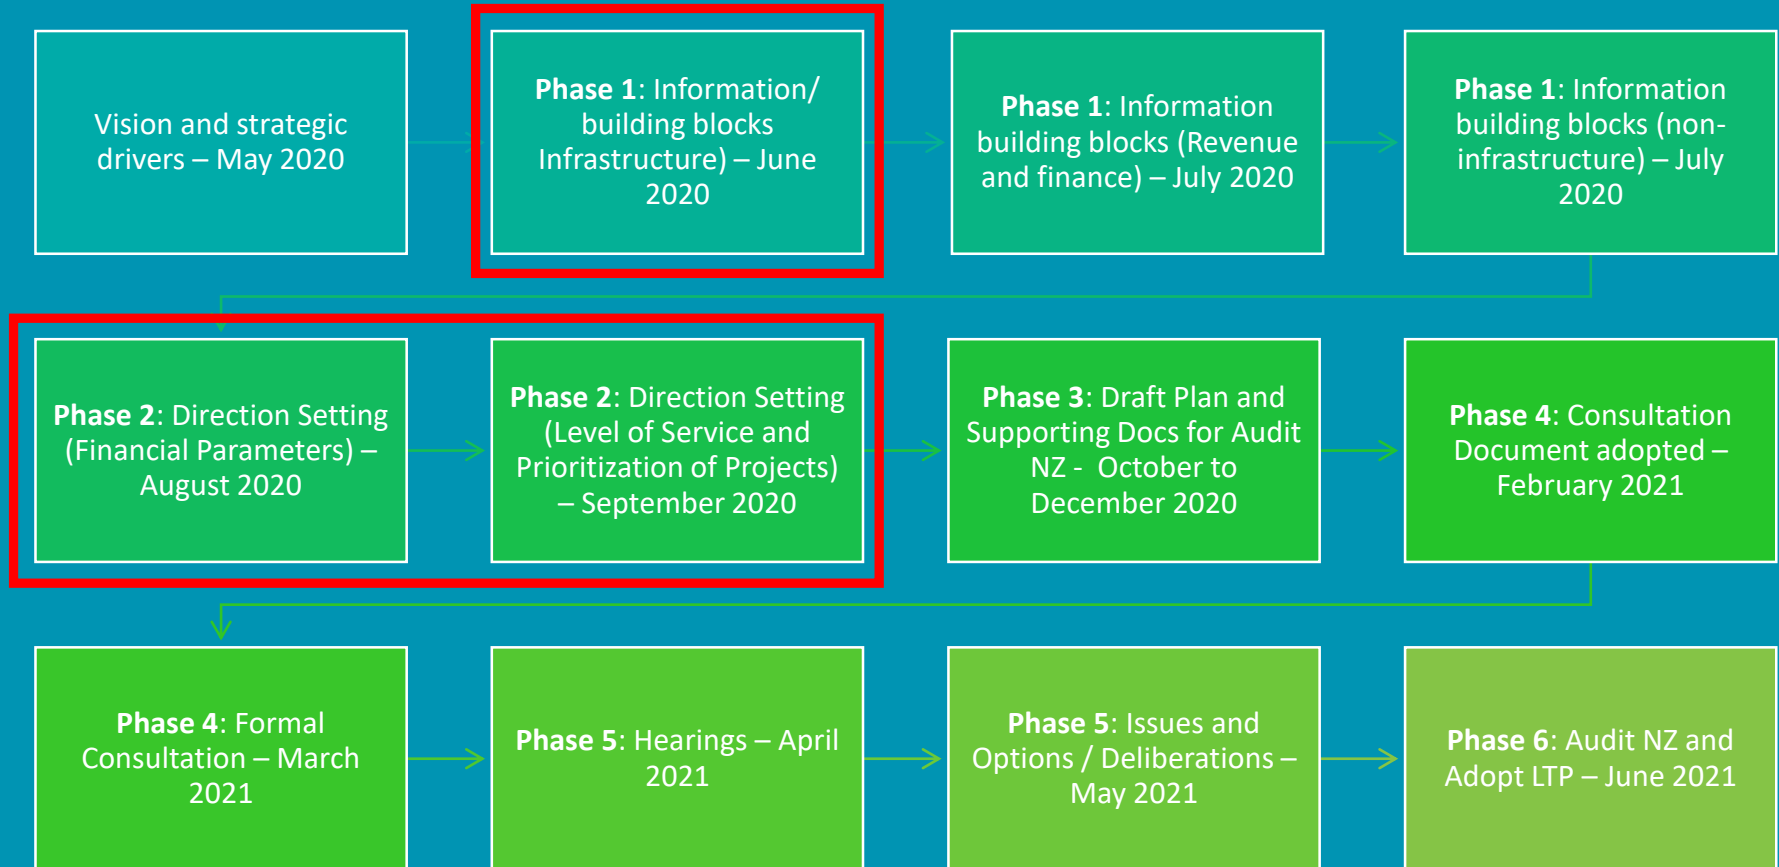 Vision and strategic
drivers – May 2020
Phase 1: Information/
building blocks
Infrastructure) – June
2020
Phase 1: Information
building blocks (Revenue
and finance) – July 2020
Phase 1: Information
building blocks (non-
infrastructure) – July
2020
Phase 2: Direction Setting
(Financial Parameters) –
August 2020
Phase 2: Direction Setting
(Level of Service and
Prioritization of Projects)
– September 2020
Phase 3: Draft Plan and
Supporting Docs for Audit
NZ - October to
December 2020
Phase 4: Consultation
Document adopted –
February 2021
Phase 4: Formal
Consultation – March
2021
Phase 5: Hearings – April
2021
Phase 5: Issues and
Options / Deliberations –
May 2021
Phase 6: Audit NZ and
Adopt LTP – June 2021